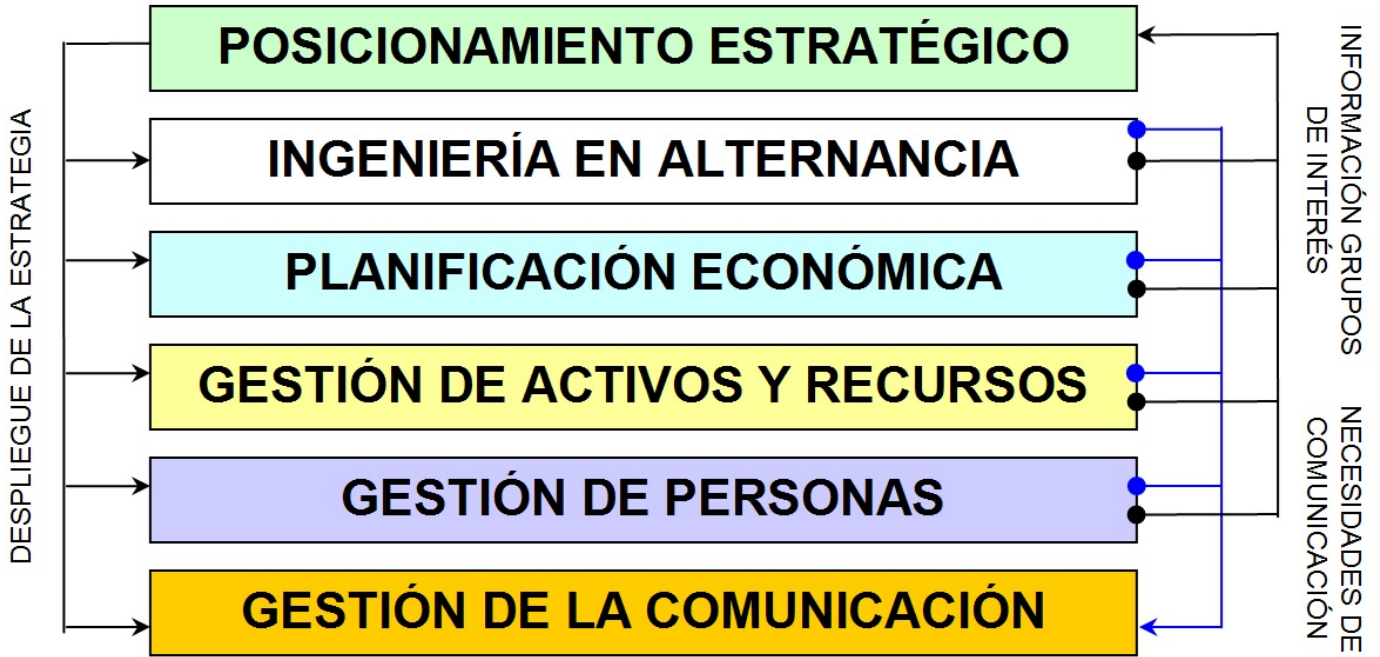 POSICIONAMIENTO ESTRATÉGICO
INGENIERÍA EN ALTERNANCIA
PLANIFICACIÓN ECONÓMICA
GESTIÓN DE ACTIVOS Y RECURSOS
GESTIÓN DE PERSONAS
GESTIÓN DE LA COMUNICACIÓN
DESPLIEGUE DE LA ESTRATEGIA
INFORMACIÓN GRUPOS
DE INTERÉS
NECESIDADES DE
COMUNICACIÓN